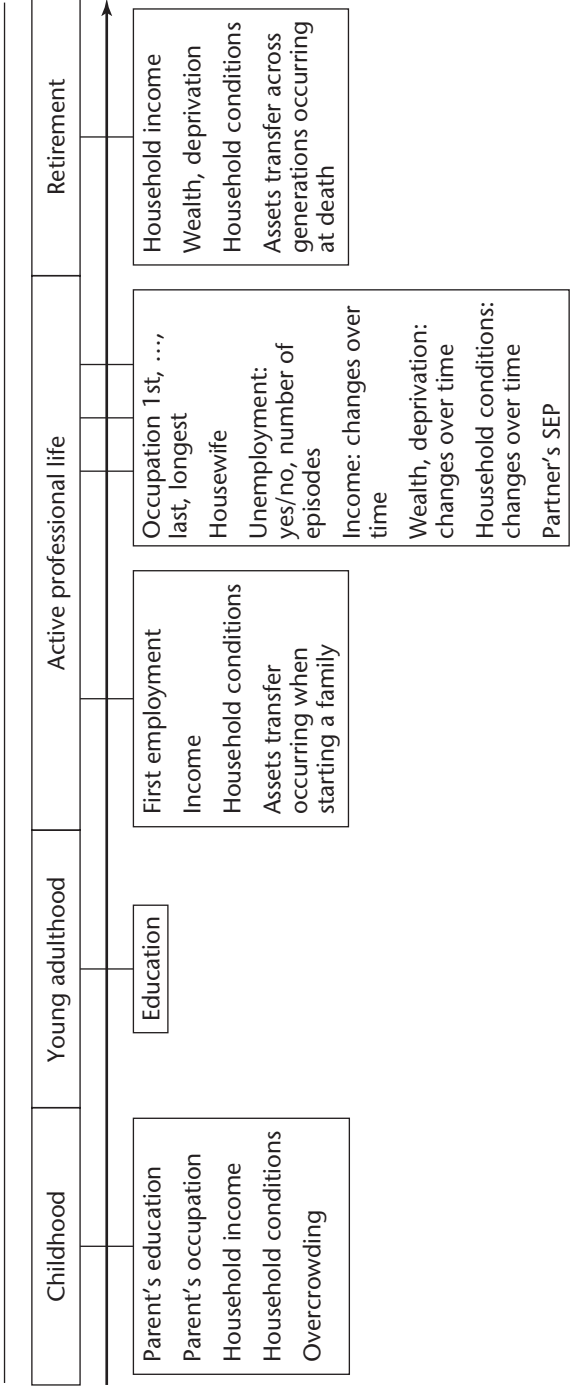 Childhood
Young adulthood
Active professional life
Retirement
Parent's education
Parent's occupation
Household income
Household conditions
Overcrowding
Education
First employment
Income
Household conditions
Assets transfer
occurring when
starting a family
Occupation 1st, …,
last, longest
Housewife
Unemployment:
yes/no, number of
episodes
Income: changes over
time
Wealth, deprivation:
changes over time
Household conditions:
changes over time
Partner's SEP
Household income
Wealth, deprivation
Household conditions
Assets transfer across
generations occurring
at death